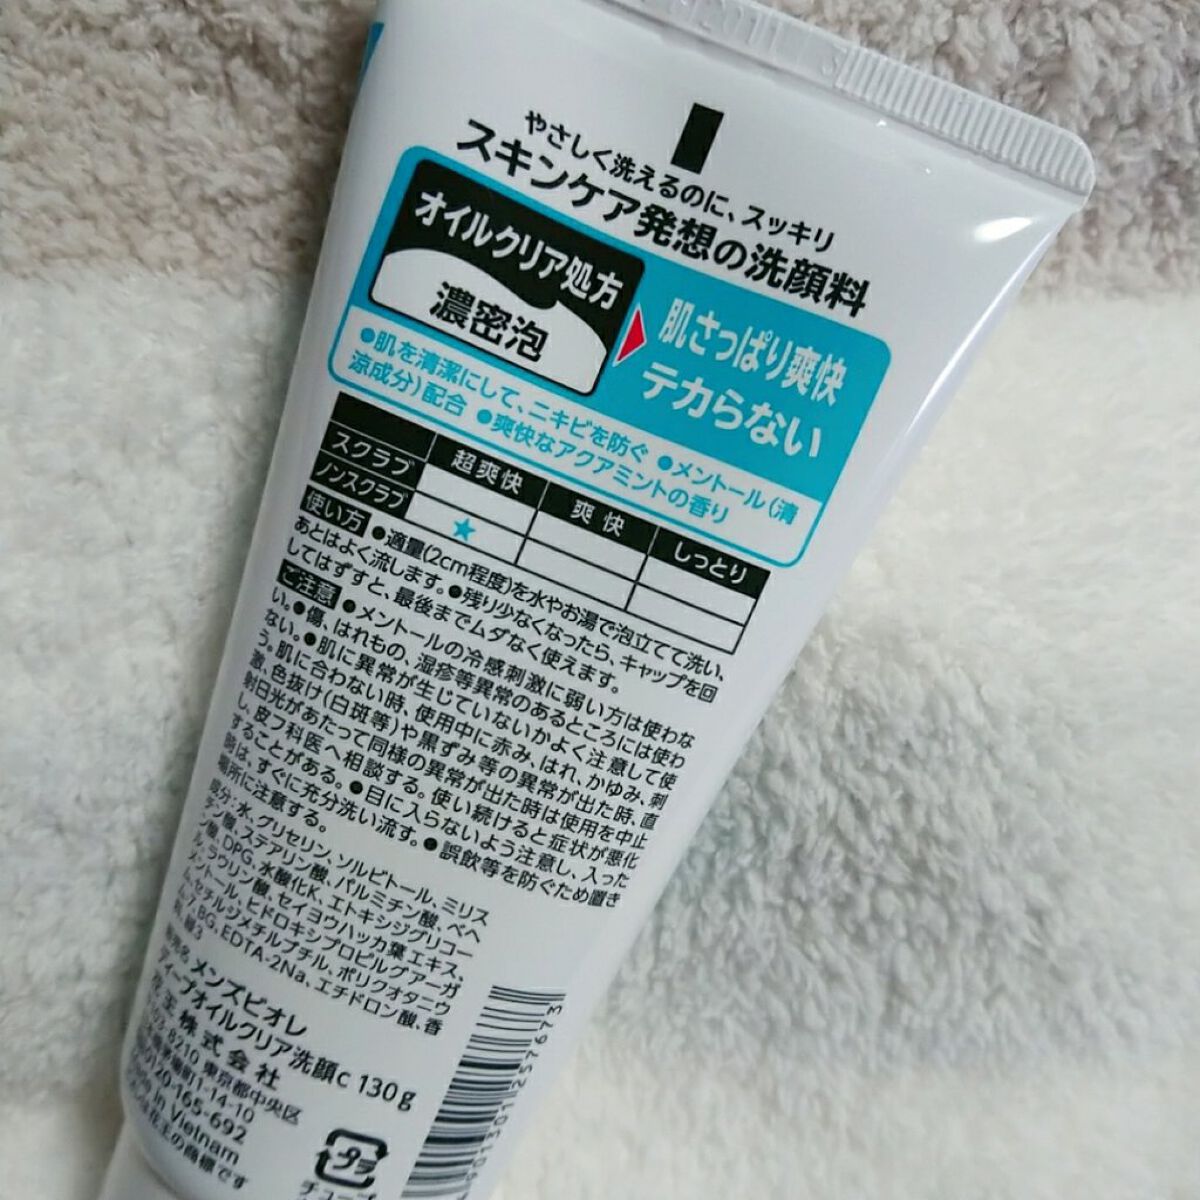 やさしく洗えるのに、スッキリ
スキンケア発想の洗顔料
オイルクリア処方
濃密泡
肌さっぱり爽快
テカらない
●肌を清潔にして、ニキビを防ぐ ●メントール(清
涼成分)配合 ●爽快なアクアミントの香り
超爽快 爽快 しっとり
スクラブ
ノンスクラブ ★
使い方 ●適量(2cm程度)を水やお湯で泡立てて洗い、
あとはよく流します。●残り少なくなったら、キャップを回
してはずすと、最後までムダなく使えます。
ご注意 ●メントールの冷感刺激に弱い方は使わな
い。●傷、はれもの、湿疹等異常のあるところには使わ
ない。●肌に異常が生じていないかよく注意して使
う。肌に合わない時、使用中に赤み、はれ、かゆみ、刺
激、色抜け(白斑等)や黒ずみ等の異常が出た時、直
射日光があたって同様の異常が出た時は使用を中止
し、皮フ科医へ相談する。使い続けると症状が悪化
することがある。●目に入らないよう注意し、入った
時は、すぐに充分洗い流す。●誤飲等を防ぐため置き
場所に注意する。
成分:水、グリセリン、ソルビトール、ミリス
チン酸、ステアリン酸、パルミチン酸、ベヘ
ン酸、DPG、水酸化K、エトキシジグリコー
ル、ラウリン酸、セイヨウハッカ葉エキス、
メントール、ヒドロキシプロピルグアーガ
ム、セチルジメチルブチル、ポリクオタニウ
ム-7、BG、EDTA-2Na、エチドロン酸、香
料
販売名 メンズビオレ
ディープオイルクリア洗顔c 130g
花王株式会社
103-8210 東京都中央区
茅場町1-14-10
0120-165-692
in Vietnam
花王の商標です
プラ
チューブ
4901301257673